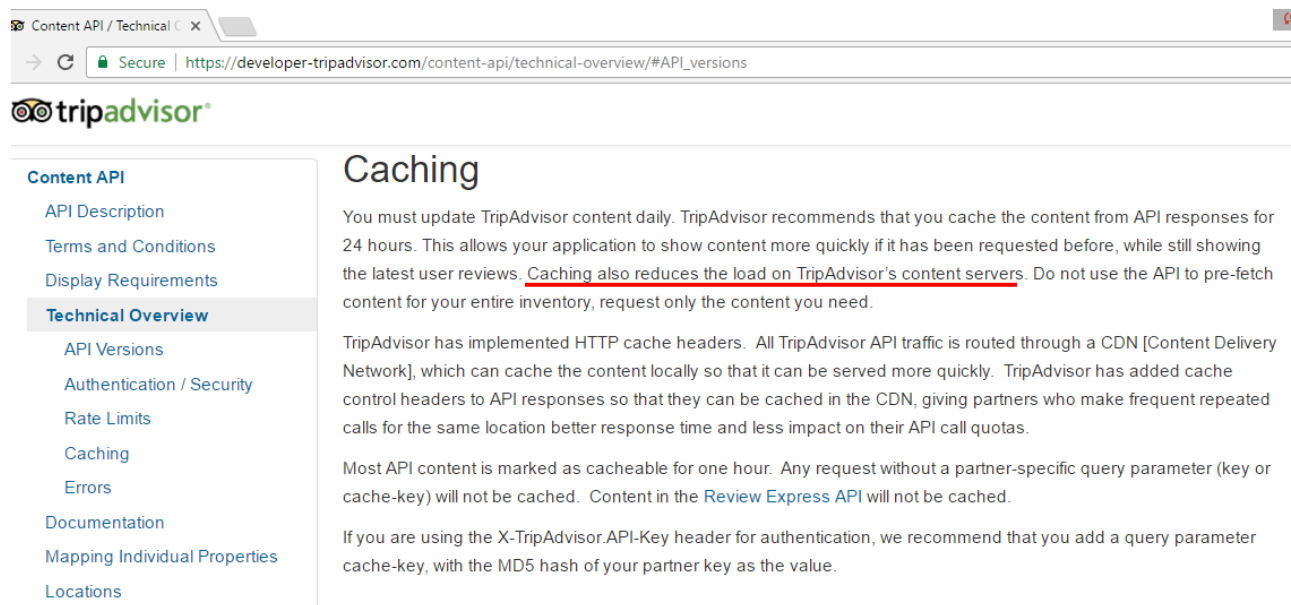 Content API / Technical C
Secure | https://developer-tripadvisor.com/content-api/technical-overview/#API_versions
tripadvisor®
Content API
API Description
Terms and Conditions
Display Requirements
Technical Overview
API Versions
Authentication / Security
Rate Limits
Caching
Errors
Documentation
Mapping Individual Properties
Locations
Caching
You must update TripAdvisor content daily. TripAdvisor recommends that you cache the content from API responses for
24 hours. This allows your application to show content more quickly if it has been requested before, while still showing
the latest user reviews. Caching also reduces the load on TripAdvisor's content servers. Do not use the API to pre-fetch
content for your entire inventory, request only the content you need.
TripAdvisor has implemented HTTP cache headers.  All TripAdvisor API traffic is routed through a CDN [Content Delivery
Network], which can cache the content locally so that it can be served more quickly.  TripAdvisor has added cache
control headers to API responses so that they can be cached in the CDN, giving partners who make frequent repeated
calls for the same location better response time and less impact on their API call quotas.
Most API content is marked as cacheable for one hour.  Any request without a partner-specific query parameter (key or
cache-key) will not be cached.  Content in the Review Express API will not be cached.
If you are using the X-TripAdvisor.API-Key header for authentication, we recommend that you add a query parameter
cache-key, with the MD5 hash of your partner key as the value.